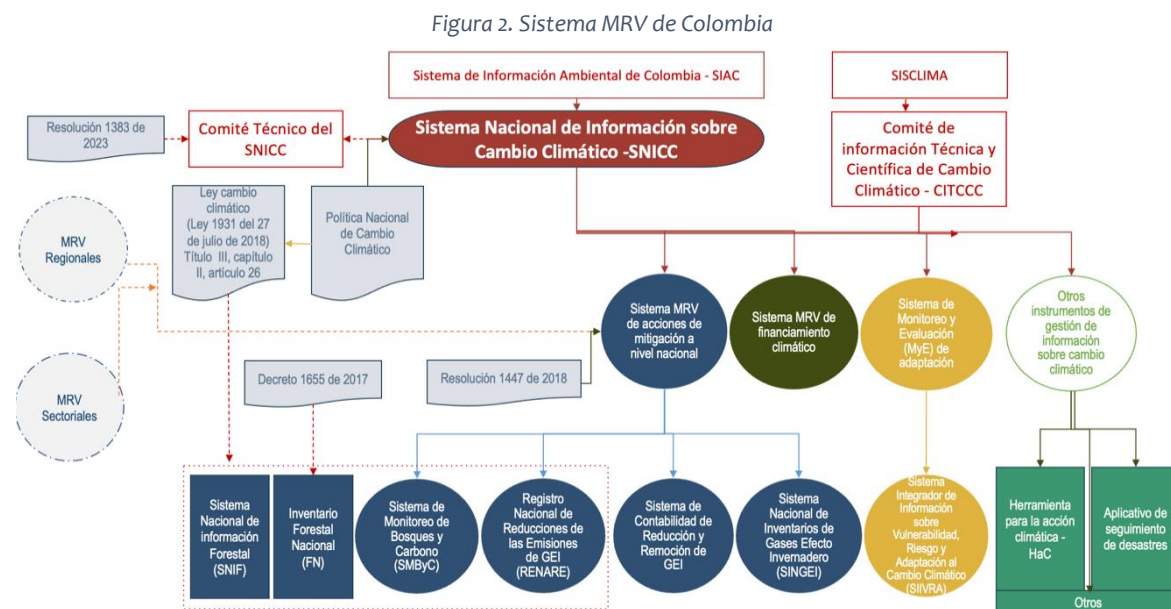 Figura 2. Sistema MRV de Colombia
Sistema de Información Ambiental de Colombia - SIAC
SISCLIMA
Resolución 1383 de
2023
Comité Técnico del
SNICC
Sistema Nacional de Información sobre
Cambio Climático -SNICC
Comité de
información Técnica y
Científica de Cambio
Climático - CITCCC
Ley cambio
climático
(Ley 1931 del 27
de julio de 2018)
Título III, capítulo
II, artículo 26
Política Nacional
de Cambio
Climático
MRV
Regionales
MRV
Sectoriales
Sistema MRV
de acciones de
mitigación a
nivel nacional
Sistema MRV de
financiamiento
climático
Sistema de
Monitoreo y
Evaluación
(MyE) de
adaptación
Otros
instrumentos de
gestión de
información
sobre cambio
climático
Decreto 1655 de 2017
Resolución 1447 de 2018
Sistema
Nacional de
información
Forestal
(SNIF)
Inventario
Forestal
Nacional
(FN)
Sistema de
Monitoreo de
Bosques y
Carbono
(SMByC)
Registro
Nacional de
Reducciones de
las Emisiones de
GEI
(RENARE)
Sistema de
Contabilidad de
Reducción y
Remoción de
GEI
Sistema
Nacional de
Inventarios de
Gases Efecto
Invernadero
(SINGEI)
Sistema
Integrador de
Información sobre
Vulnerabilidad,
Riesgo y
Adaptación al
Cambio Climático
(SIIVRA)
Herramienta
para la acción
climática -
HaC
Aplicativo de
seguimiento
de desastres
Otros